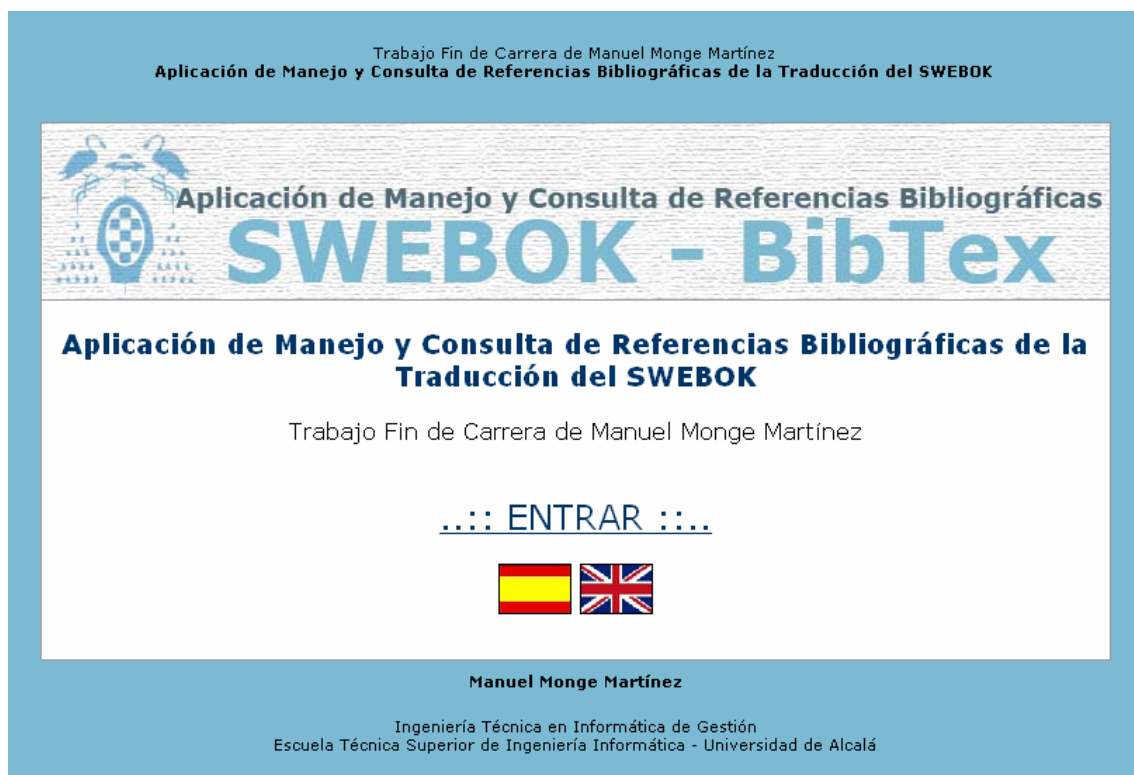 Trabajo Fin de Carrera de Manuel Monge Martínez
Aplicación de Manejo y Consulta de Referencias Bibliográficas de la Traducción del SWEBOK
Aplicación de Manejo y Consulta de Referencias Bibliográficas
SWEBOK - BibTex
Aplicación de Manejo y Consulta de Referencias Bibliográficas de la
Traducción del SWEBOK
Trabajo Fin de Carrera de Manuel Monge Martínez
..:: ENTRAR ::..
Manuel Monge Martínez
Ingeniería Técnica en Informática de Gestión
Escuela Técnica Superior de Ingeniería Informática - Universidad de Alcalá